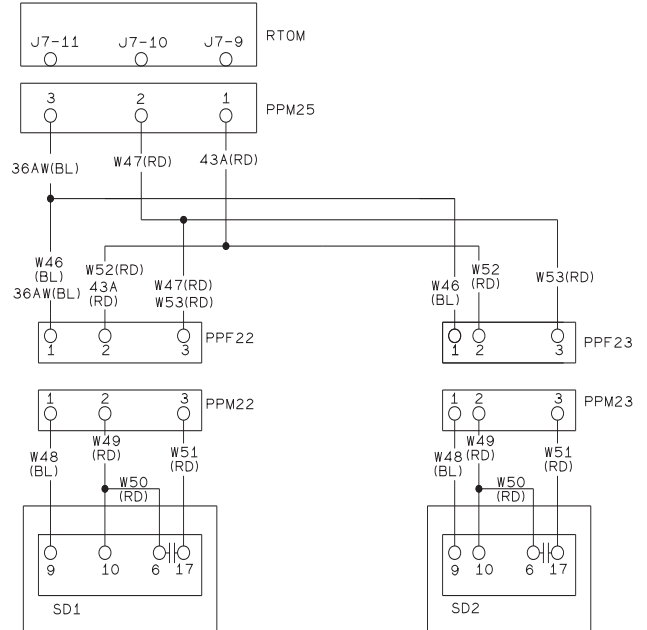 RTOM
J7-11 J7-10 J7-9
3 2 1
PPM25
36AW(BL) W47(RD) 43A(RD)
W46
(BL)
36AW(BL)
W52(RD)
43A
(RD)
W47(RD)
W53(RD)
W46
(BL)
W52
(RD)
W53(RD)
1 2 3
PPF22
1 2 3
PPF23
1 2 3
PPM22
1 2 3
PPM23
W48
(BL)
W49
(RD)
W51
(RD)
W50
(RD)
W48
(BL)
W49
(RD)
W51
(RD)
W50
(RD)
9 10 6 17
SD1
9 10 6 17
SD2